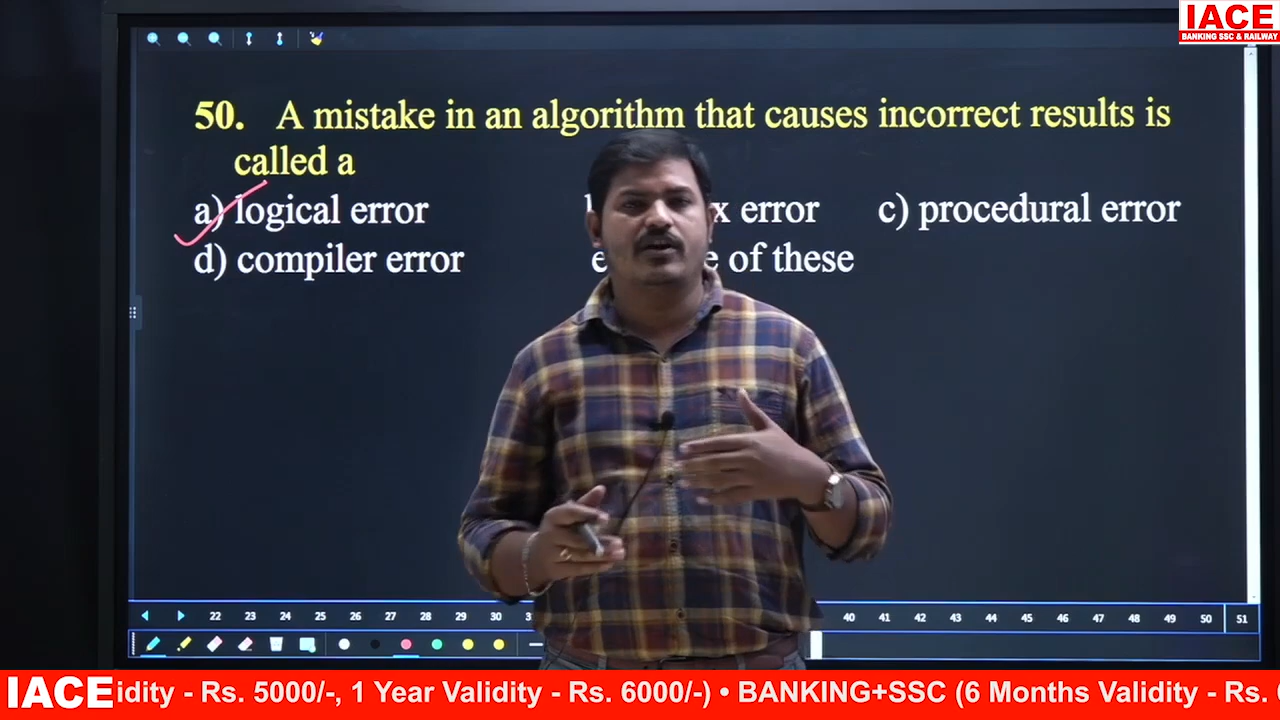 IACE
BANKING SSC & RAILWAY
50. A mistake in an algorithm that causes incorrect results is
called a
a) logical error x error c) procedural error
d) compiler error e of these
22 23 24 25 26 27 28 29 30 40 41 42 43 44 45 46 47 48 49 50 51
IACE idity - Rs. 5000/-, 1 Year Validity - Rs. 6000/-) • BANKING+SSC (6 Months Validity - Rs.